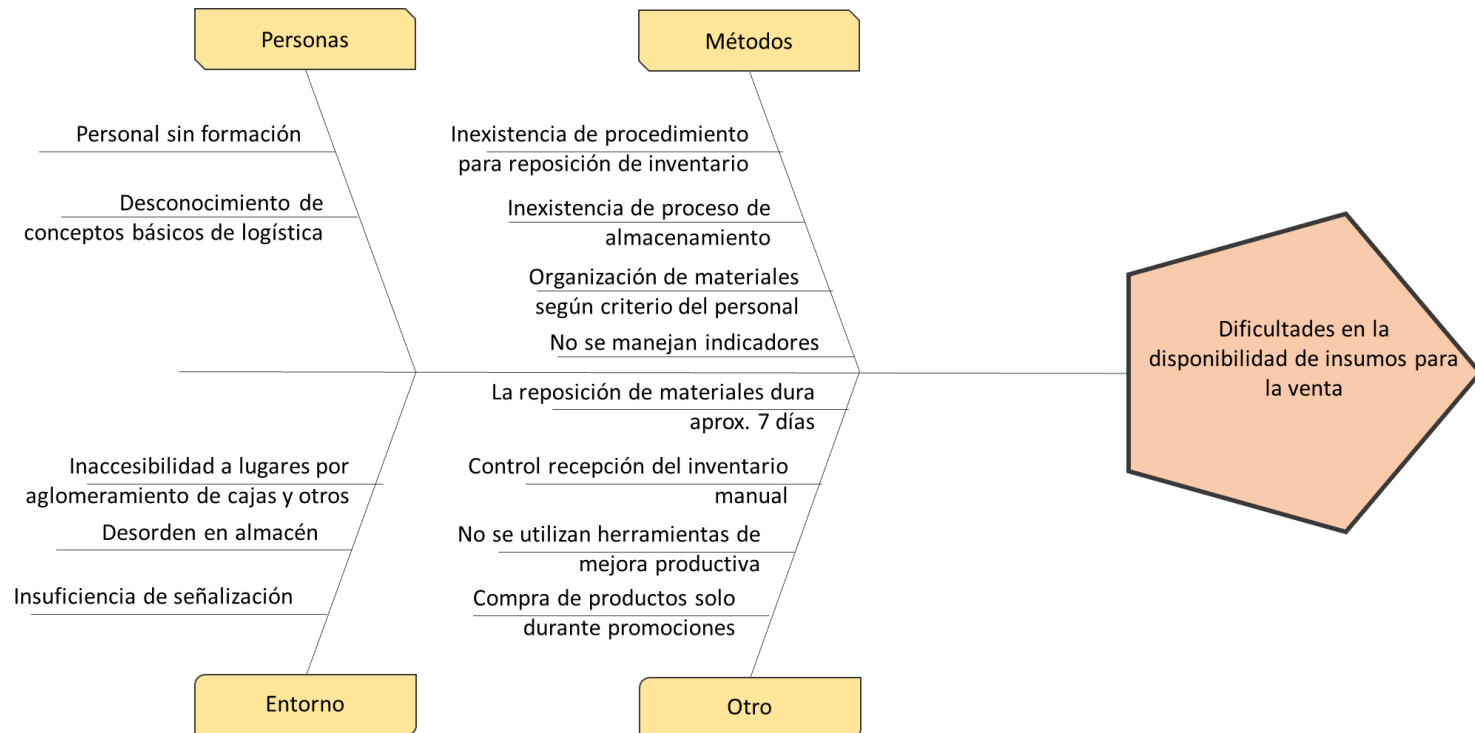 Personas
Métodos
Personal sin formación
Desconocimiento de
conceptos básicos de logística
Inexistencia de procedimiento
para reposición de inventario
Inexistencia de proceso de
almacenamiento
Organización de materiales
según criterio del personal
No se manejan indicadores
Dificultades en la
disponibilidad de insumos para
la venta
Inaccesibilidad a lugares por
aglomeramiento de cajas y otros
Desorden en almacén
Insuficiencia de señalización
La reposición de materiales dura
aprox. 7 días
Control recepción del inventario
manual
No se utilizan herramientas de
mejora productiva
Compra de productos solo
durante promociones
Entorno
Otro